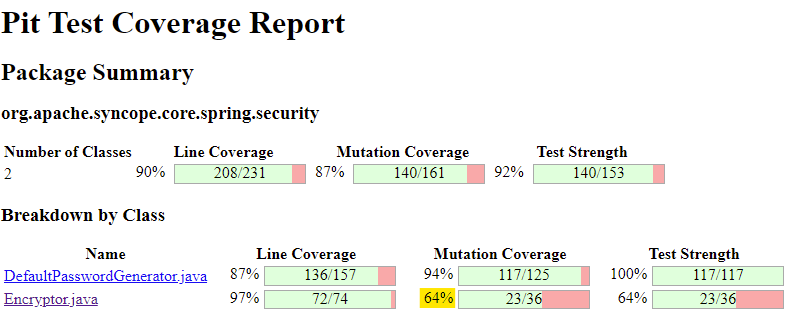 Pit Test Coverage Report
Package Summary
org.apache.syncope.core.spring.security
Number of Classes Line Coverage Mutation Coverage Test Strength
2 90% 208/231 87% 140/161 92% 140/153
Breakdown by Class
Name Line Coverage Mutation Coverage Test Strength
DefaultPasswordGenerator.java 87% 136/157 94% 117/125 100% 117/117
Encryptor.java 97% 72/74 64% 23/36 64% 23/36